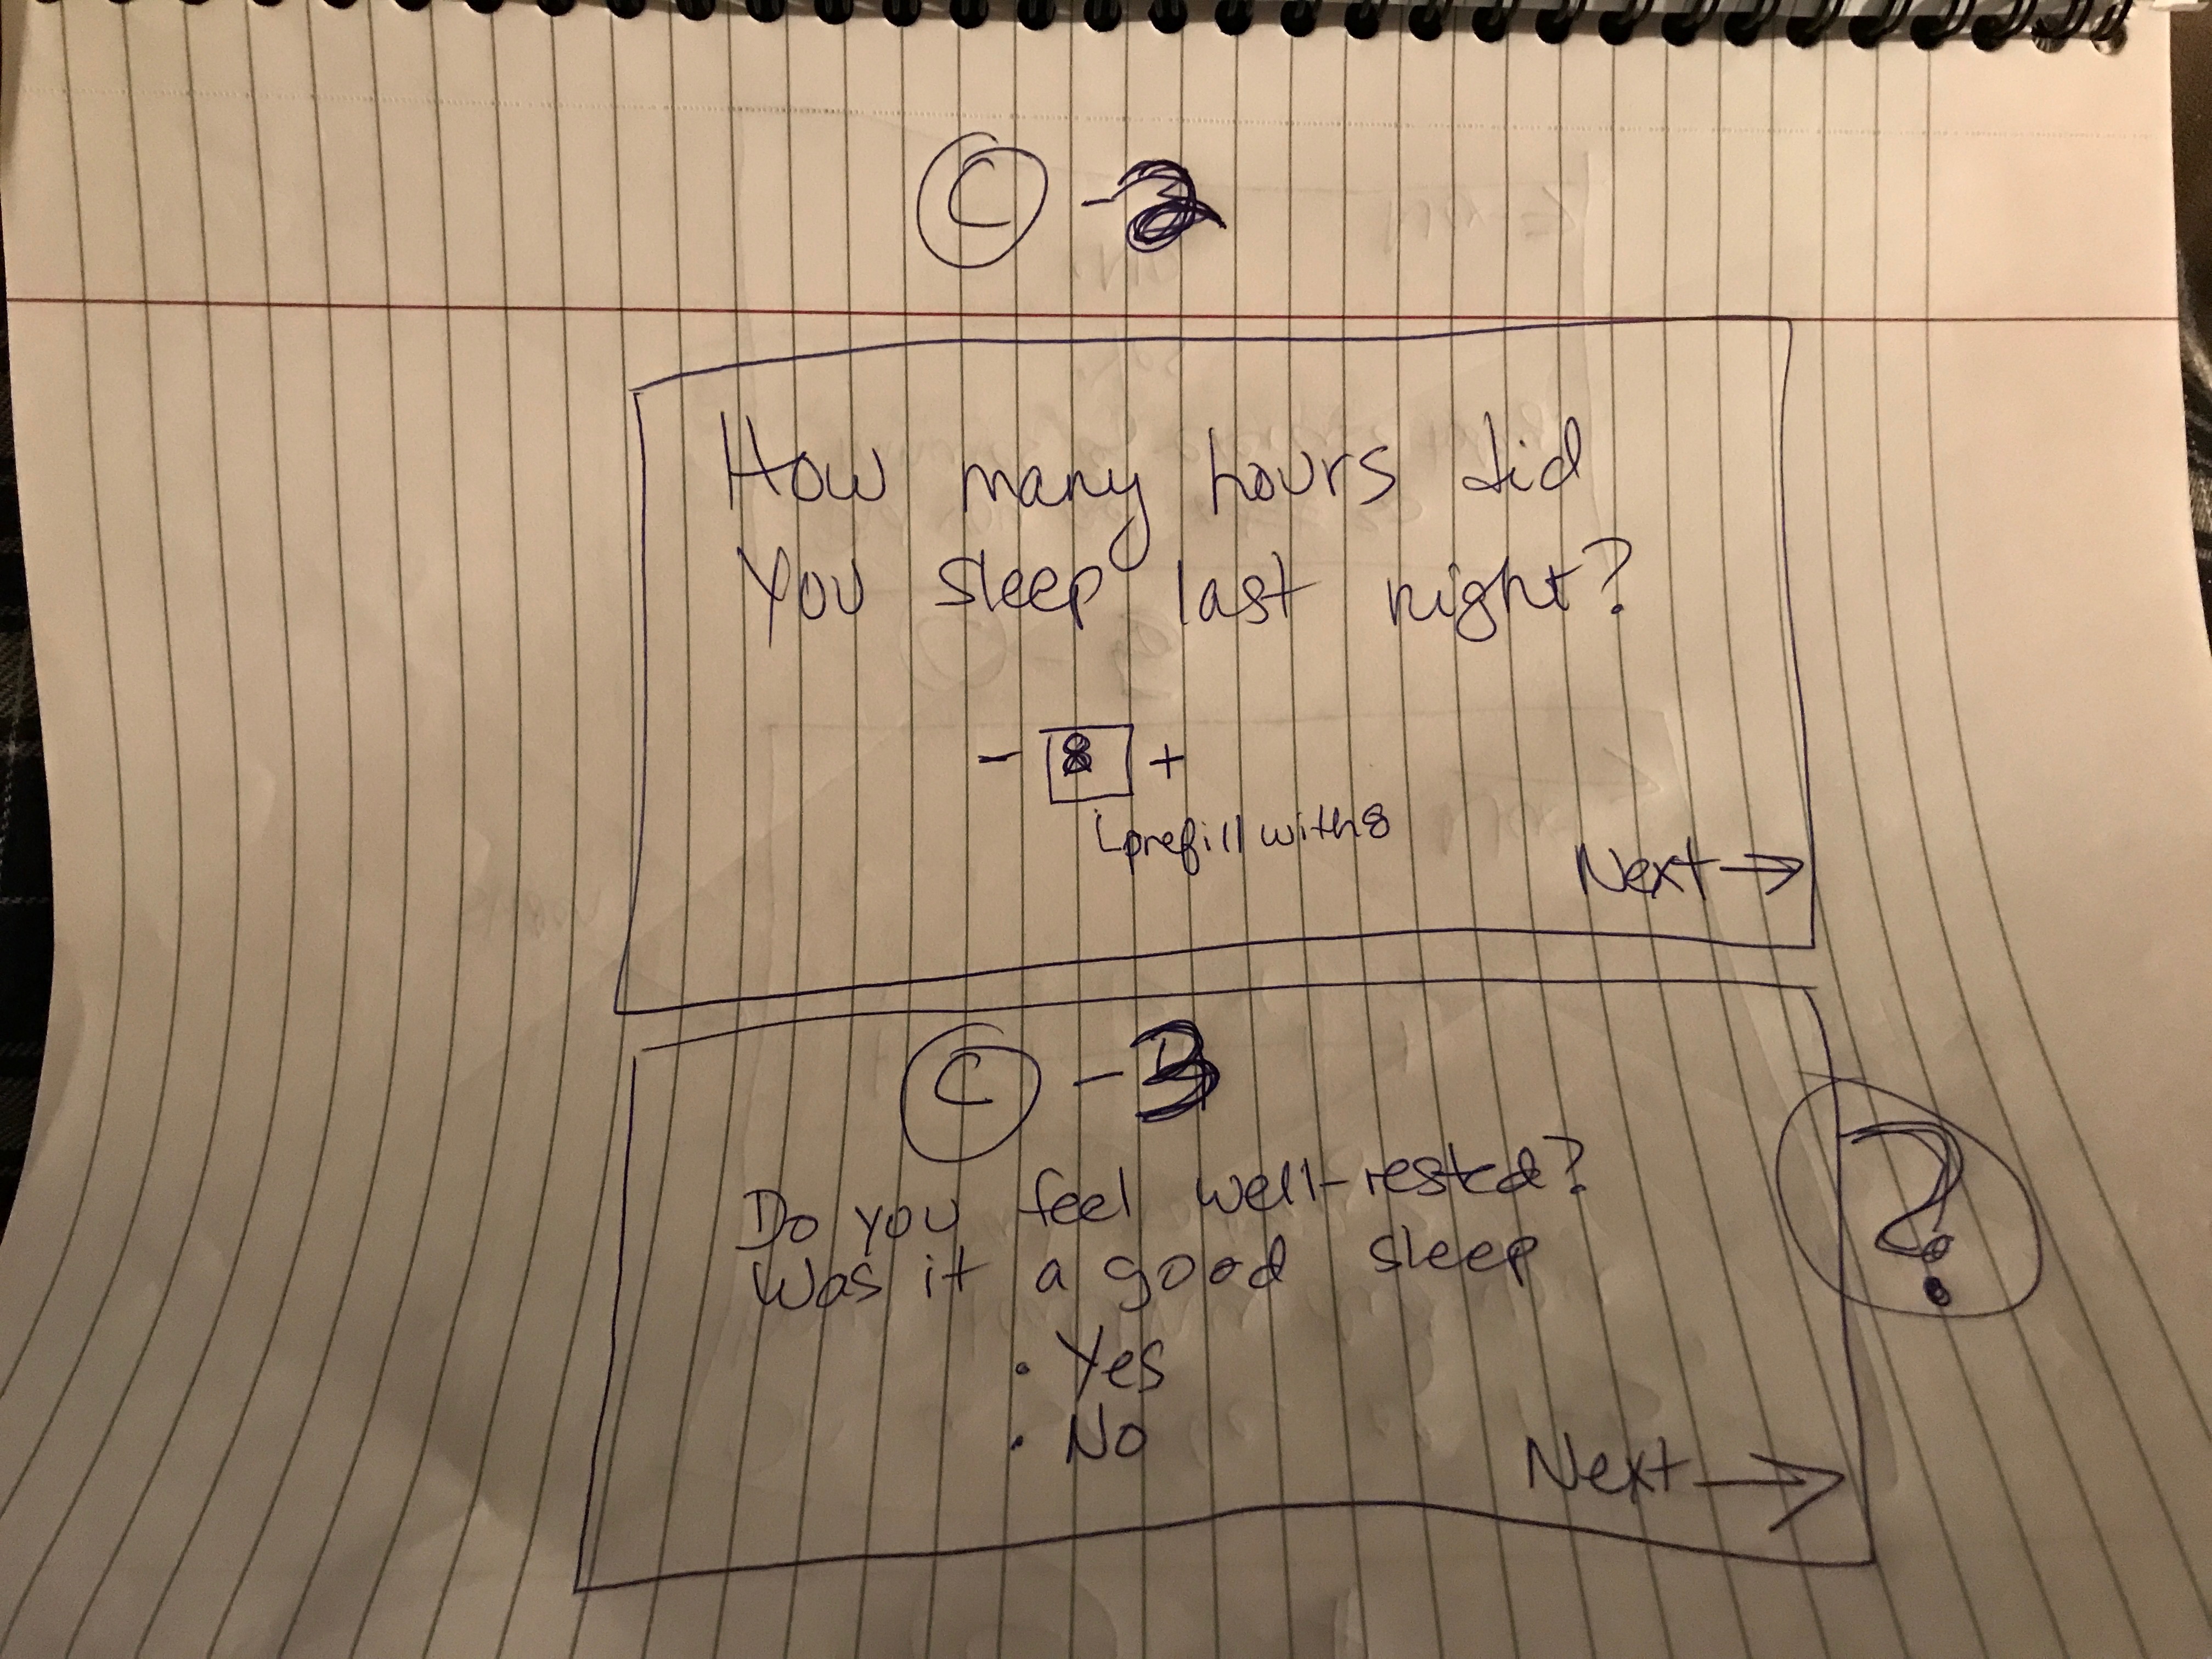 C -2
How many hours did
You sleep last night?
- 8 +
prefill with 8
Next →
C -3
Do you feel well-rested?
Was it a good sleep
• Yes
• No
Next →
?